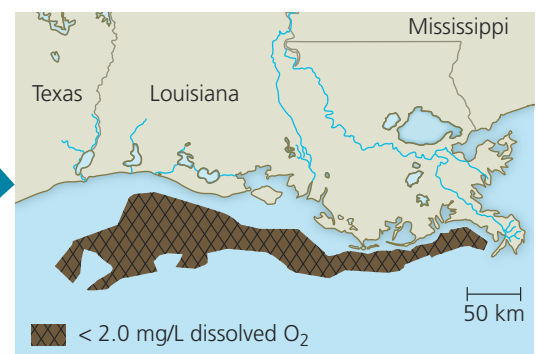 Mississippi
Texas
Louisiana
50 km
< 2.0 mg/L dissolved O₂